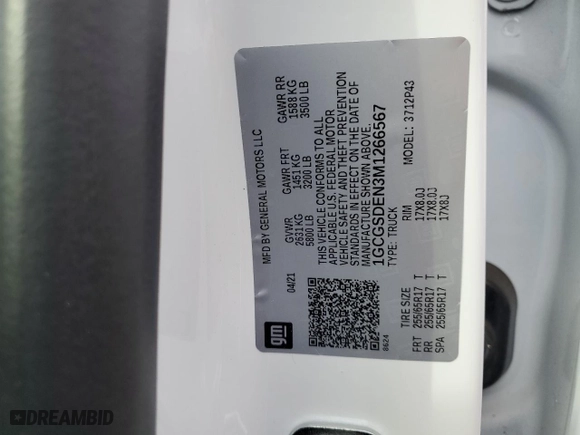 MFD BY GENERAL MOTORS LLC
04/21
GVWR GAWR FRT GAWR RR
2631 KG 1451 KG 1588 KG
5800 LB 3200 LB 3500 LB
THIS VEHICLE CONFORMS TO ALL
APPLICABLE U.S. FEDERAL MOTOR
VEHICLE SAFETY AND THEFT PREVENTION
STANDARDS IN EFFECT ON THE DATE OF
MANUFACTURE SHOWN ABOVE.
1GCGSDEN3M1266567
TYPE: TRUCK MODEL: 3712P43
gm
8624
TIRE SIZE RIM
FRT 255/65R17 T 17X8.0J
RR 255/65R17 T 17X8.0J
SPA 255/65R17 T 17X8J
C
DREAMBID